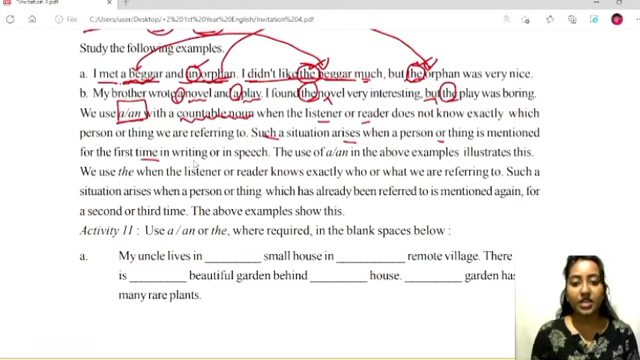 Invitation 4.pdf
File C:/Users/user/Documents/+2%201st%20Year%20English/Invitation%204.pdf
Study the following examples.
a. I met a beggar and an orphan. I didn't like the beggar much, but the orphan was very nice.
b. My brother wrote a novel and a play. I found the novel very interesting, but the play was boring.
We use a/an with a countable noun when the listener or reader does not know exactly which
person or thing we are referring to. Such a situation arises when a person or thing is mentioned
for the first time in writing or in speech. The use of a/an in the above examples illustrates this.
We use the when the listener or reader knows exactly who or what we are referring to. Such a
situation arises when a person or thing which has already been referred to is mentioned again, for
a second or third time. The above examples show this.
Activity 11 : Use a / an or the, where required, in the blank spaces below :
a. My uncle lives in __________ small house in ____________ remote village. There
is __________ beautiful garden behind __________ house. __________ garden has
many rare plants.